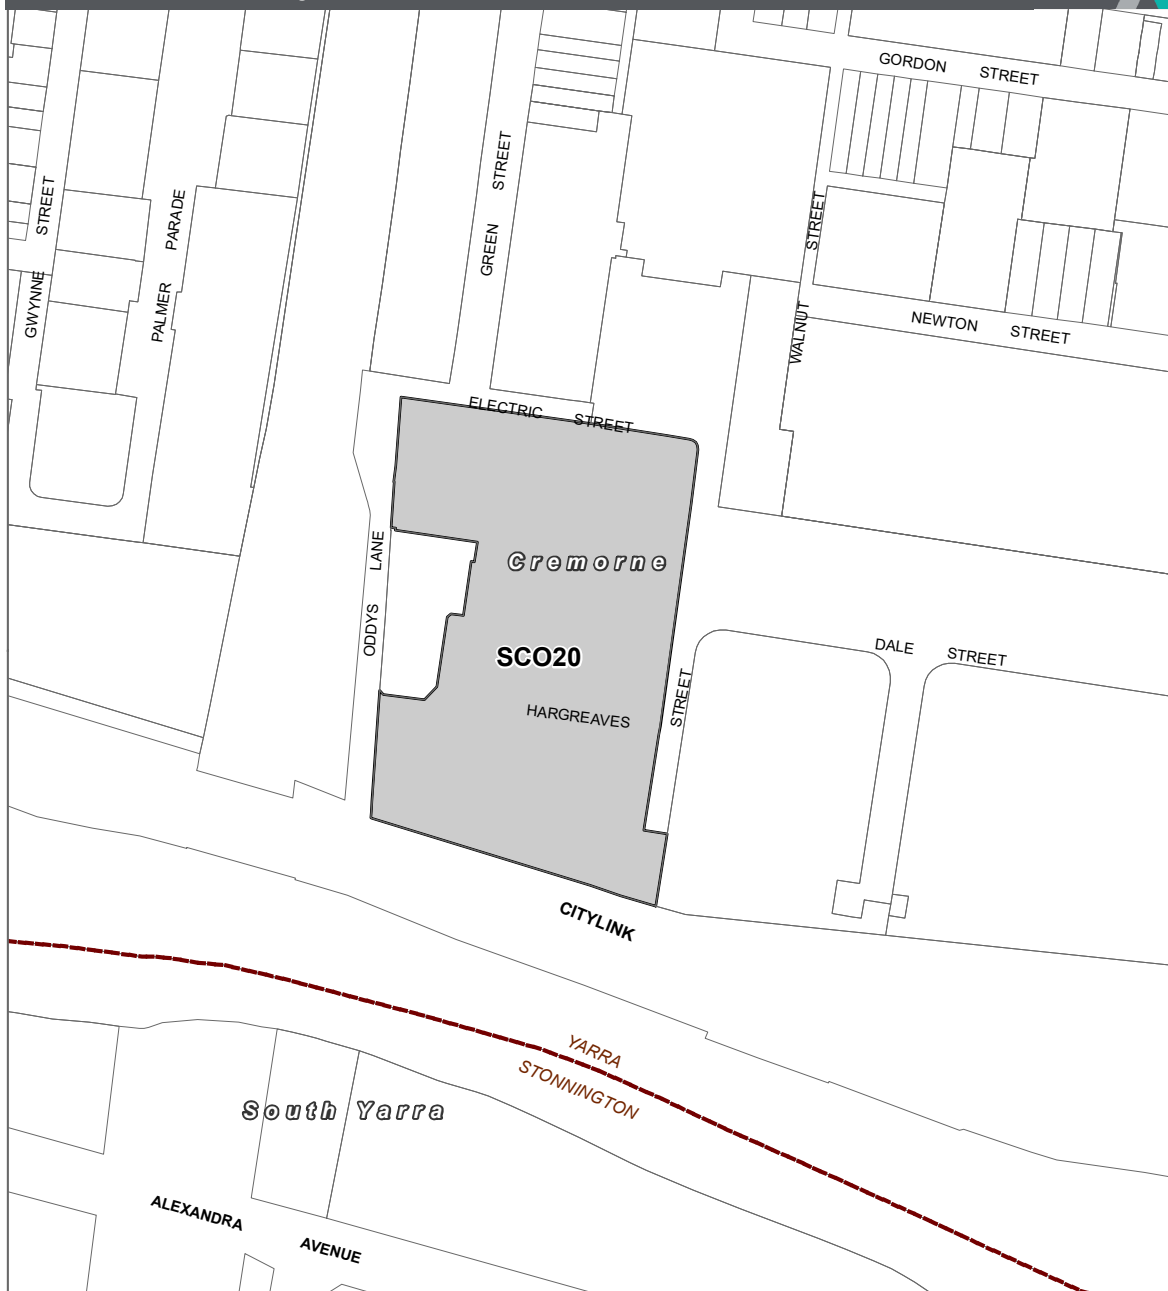 GORDON STREET
GREEN STREET
GWYNNE STREET
PALMER PARADE
WALNUT STREET
NEWTON STREET
ELECTRIC STREET
ODDYS LANE
Cremorne
SCO20
DALE STREET
HARGREAVES STREET
CITYLINK
YARRA
STONNINGTON
South Yarra
ALEXANDRA AVENUE